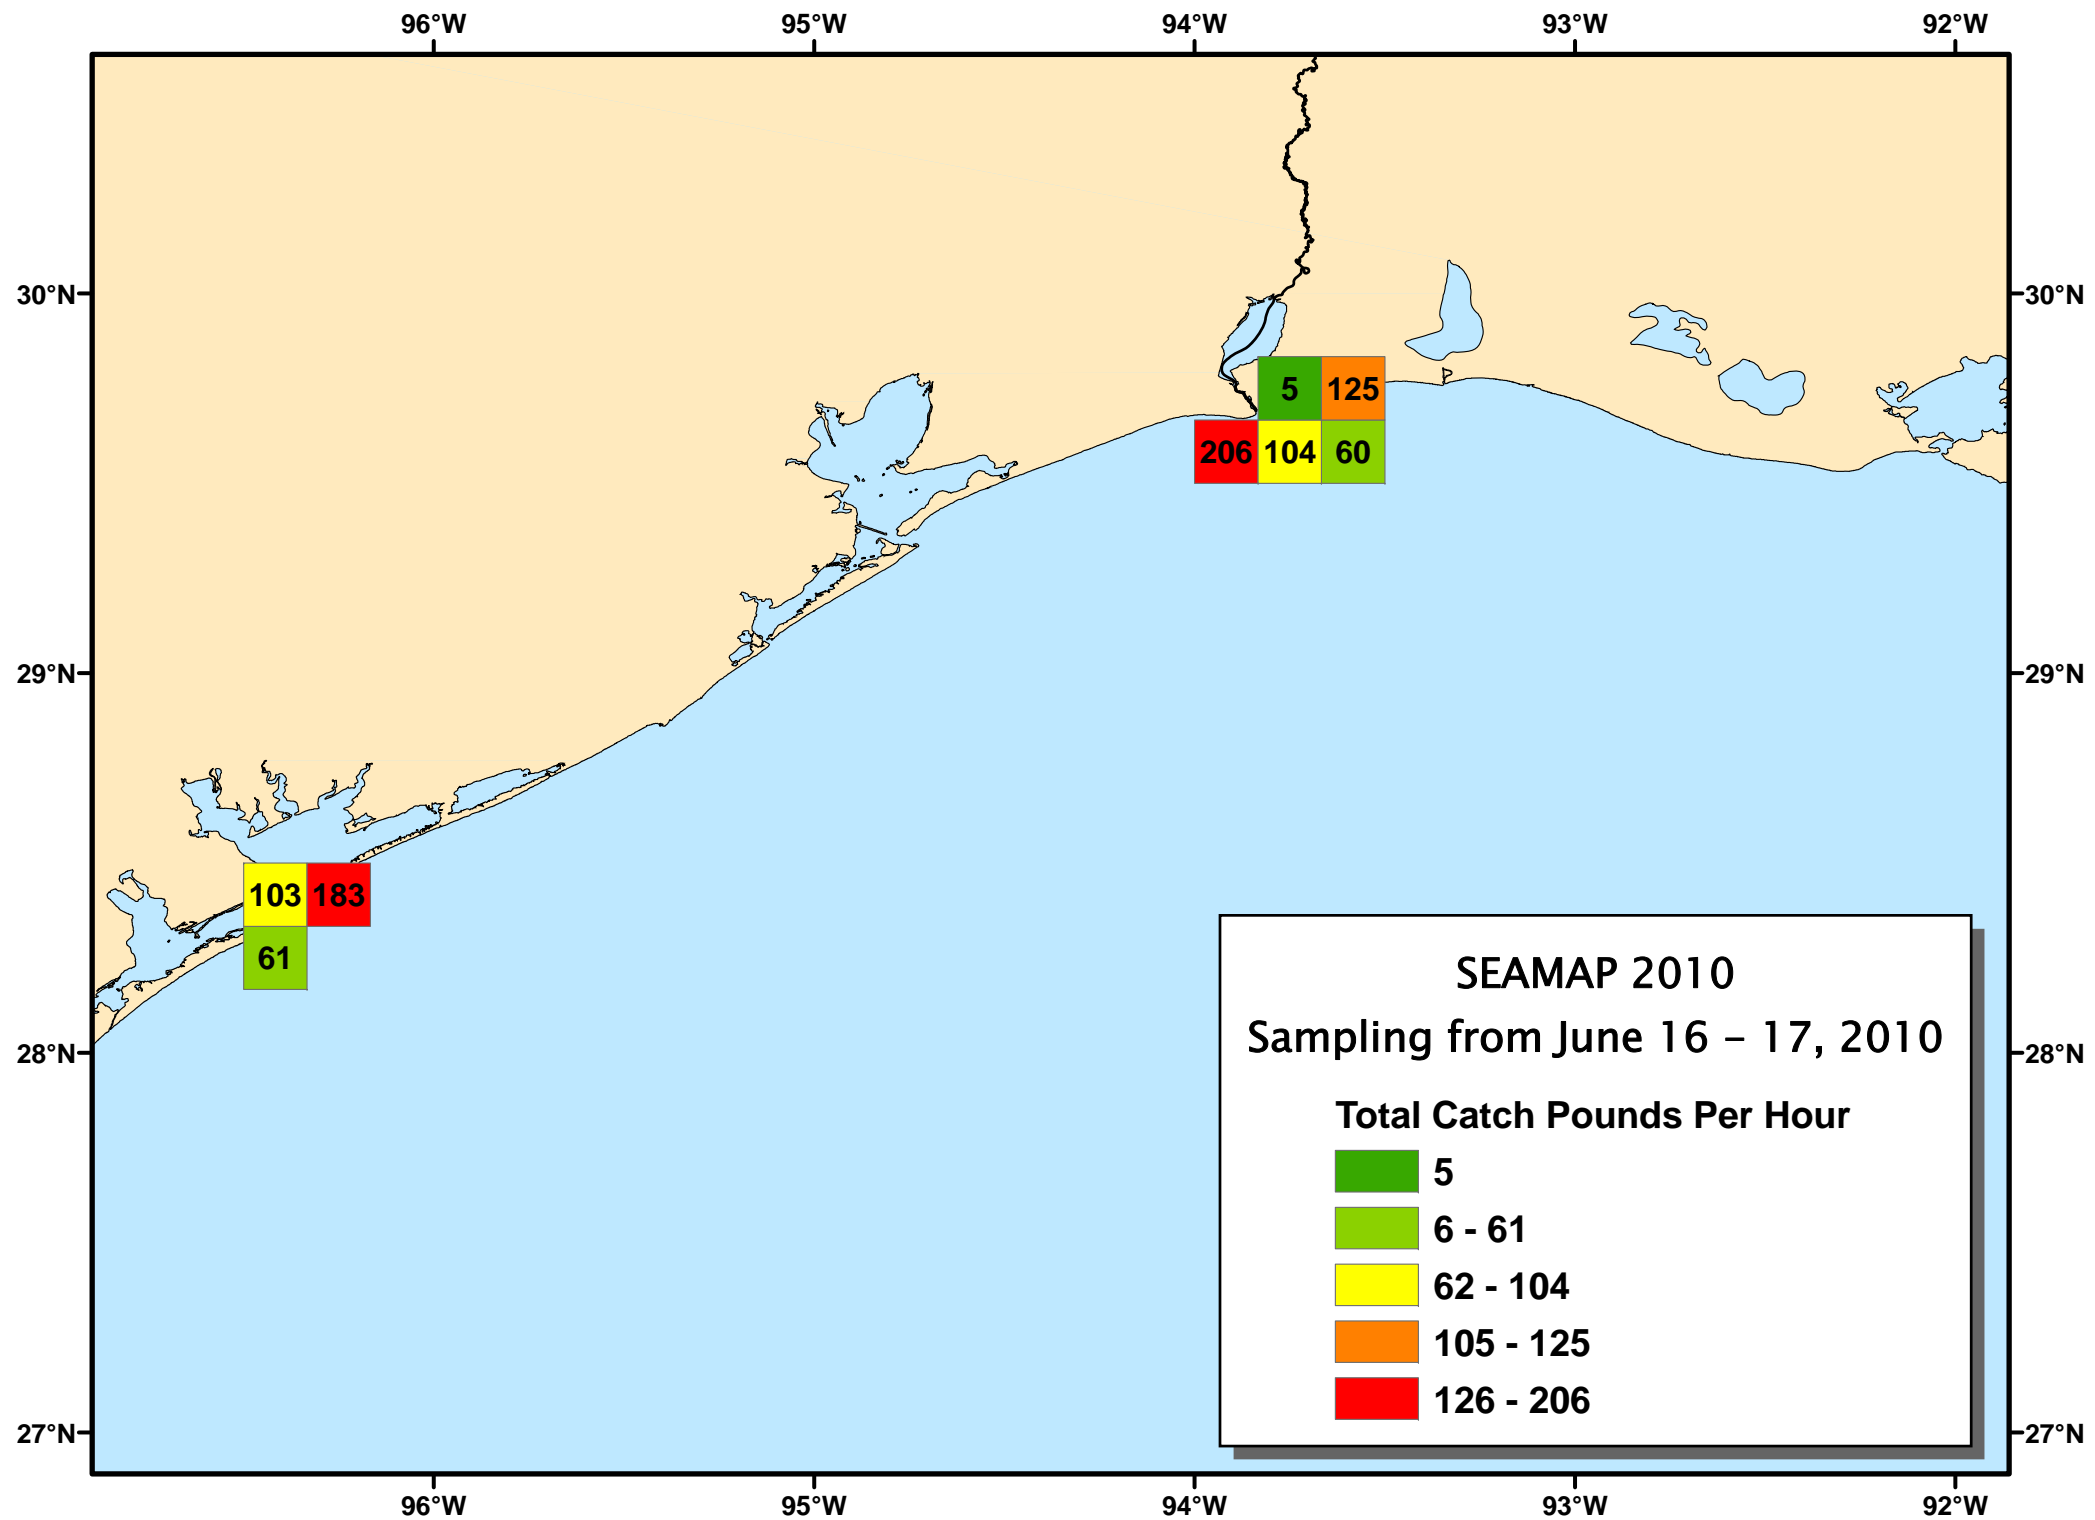 96°W 95°W 94°W 93°W 92°W
30°N 30°N
5 125
206 104 60
29°N 29°N
103 183
61
SEAMAP 2010
Sampling from June 16 – 17, 2010
28°N 28°N
Total Catch Pounds Per Hour
5
6 - 61
62 - 104
105 - 125
126 - 206
27°N 27°N
96°W 95°W 94°W 93°W 92°W